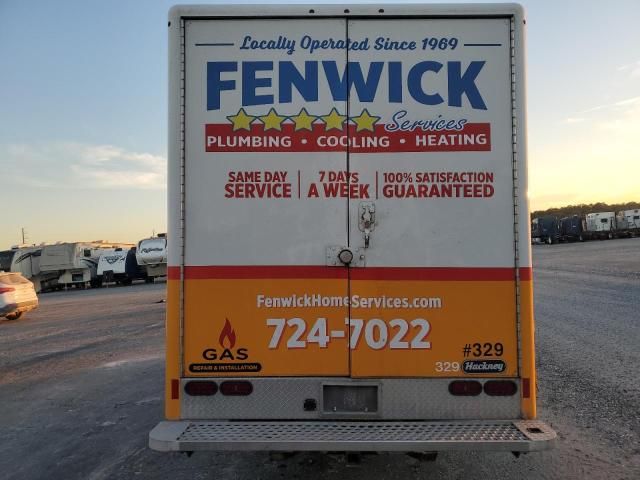 Locally Operated Since 1969
FENWICK
Services
PLUMBING • COOLING • HEATING
SAME DAY SERVICE
7 DAYS A WEEK
100% SATISFACTION GUARANTEED
FenwickHomeServices.com
724-7022
GAS
REPAIR & INSTALLATION
#329
329 Hackney